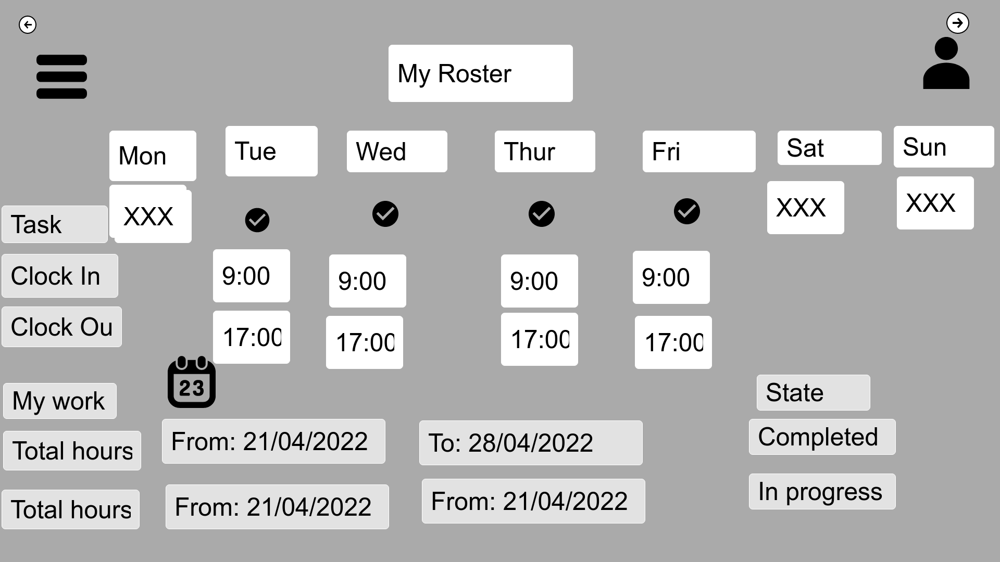 My Roster
Mon
Tue
Wed
Thur
Fri
Sat
Sun
Task
XXX
XXX
XXX
Clock In
9:00
9:00
9:00
9:00
Clock Ou
17:00
17:00
17:00
17:00
23
My work
State
Total hours
From: 21/04/2022
To: 28/04/2022
Completed
Total hours
From: 21/04/2022
From: 21/04/2022
In progress